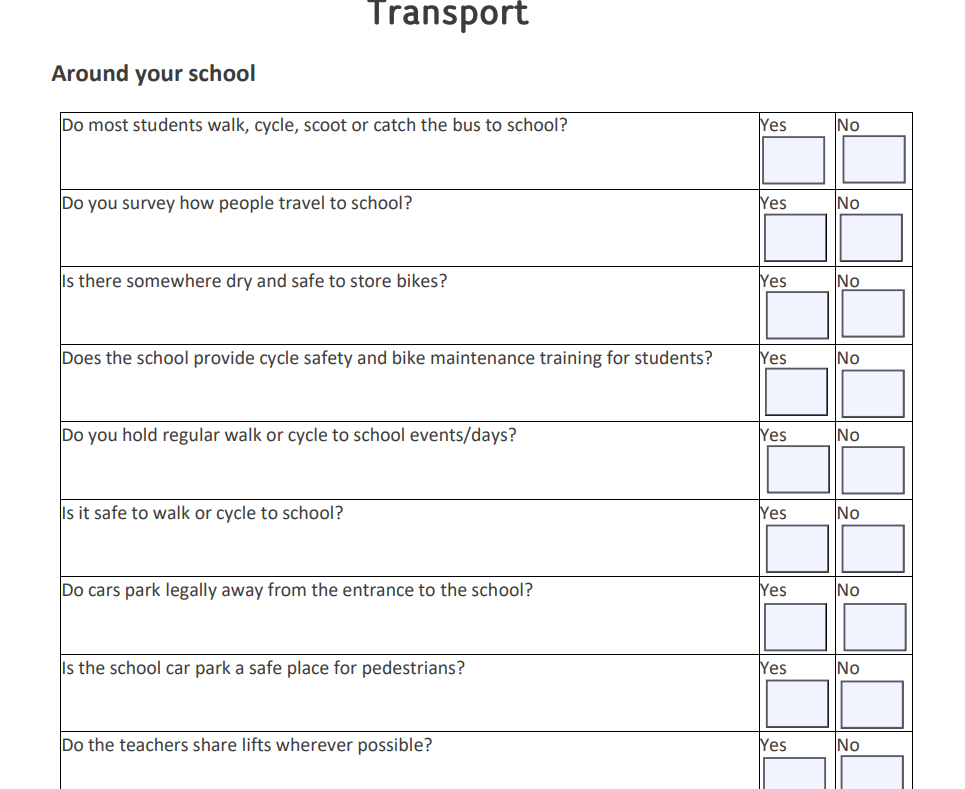 Transport
Around your school
Do most students walk, cycle, scoot or catch the bus to school? Yes No
Do you survey how people travel to school? Yes No
Is there somewhere dry and safe to store bikes? Yes No
Does the school provide cycle safety and bike maintenance training for students? Yes No
Do you hold regular walk or cycle to school events/days? Yes No
Is it safe to walk or cycle to school? Yes No
Do cars park legally away from the entrance to the school? Yes No
Is the school car park a safe place for pedestrians? Yes No
Do the teachers share lifts wherever possible? Yes No